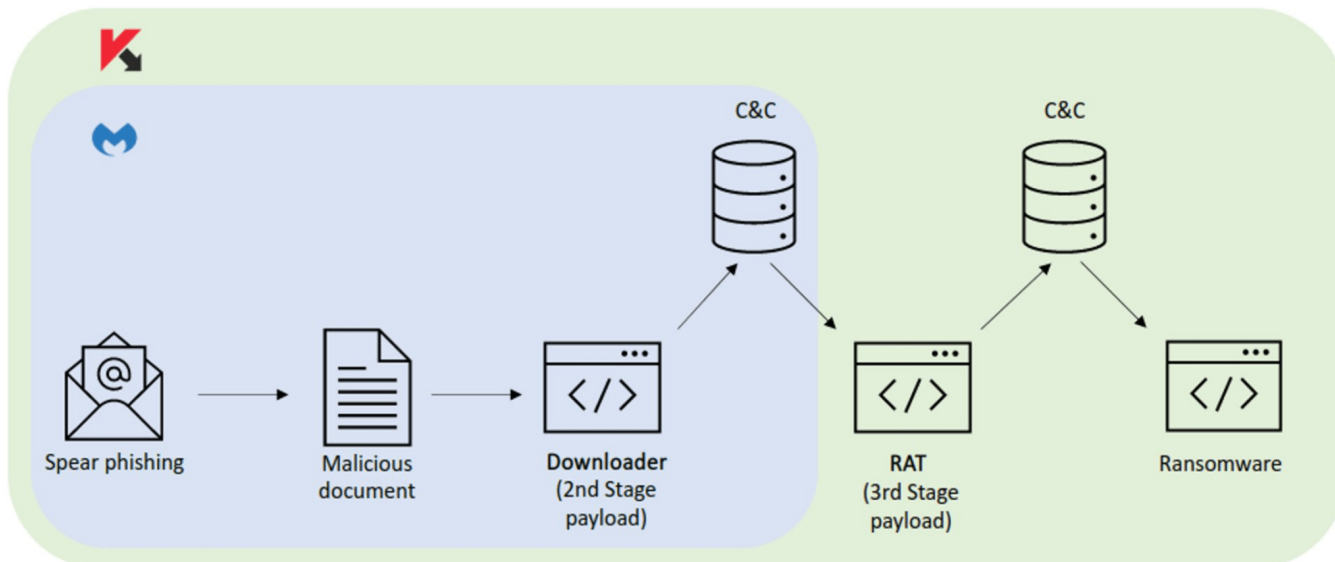 C&C
C&C
@
</>
</>
</>
Spear phishing
Malicious
document
Downloader
(2nd Stage
payload)
RAT
(3rd Stage
payload)
Ransomware